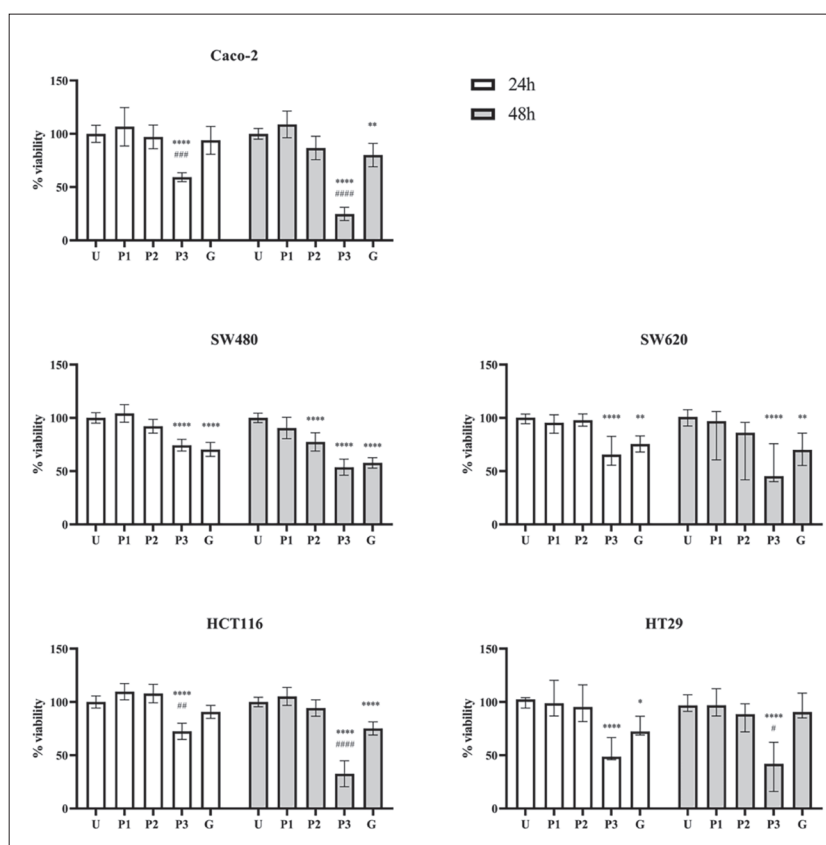 Caco-2
24h
48h
% viability
150
100
50
0
****
###
****
####
**
U P1 P2 P3 G U P1 P2 P3 G
SW480
% viability
150
100
50
0
**** **** **** **** ****
U P1 P2 P3 G U P1 P2 P3 G
SW620
% viability
150
100
50
0
**** ** **** **
U P1 P2 P3 G U P1 P2 P3 G
HCT116
% viability
150
100
50
0
****
##
****
####
****
U P1 P2 P3 G U P1 P2 P3 G
HT29
% viability
150
100
50
0
****
*
****
#
U P1 P2 P3 G U P1 P2 P3 G